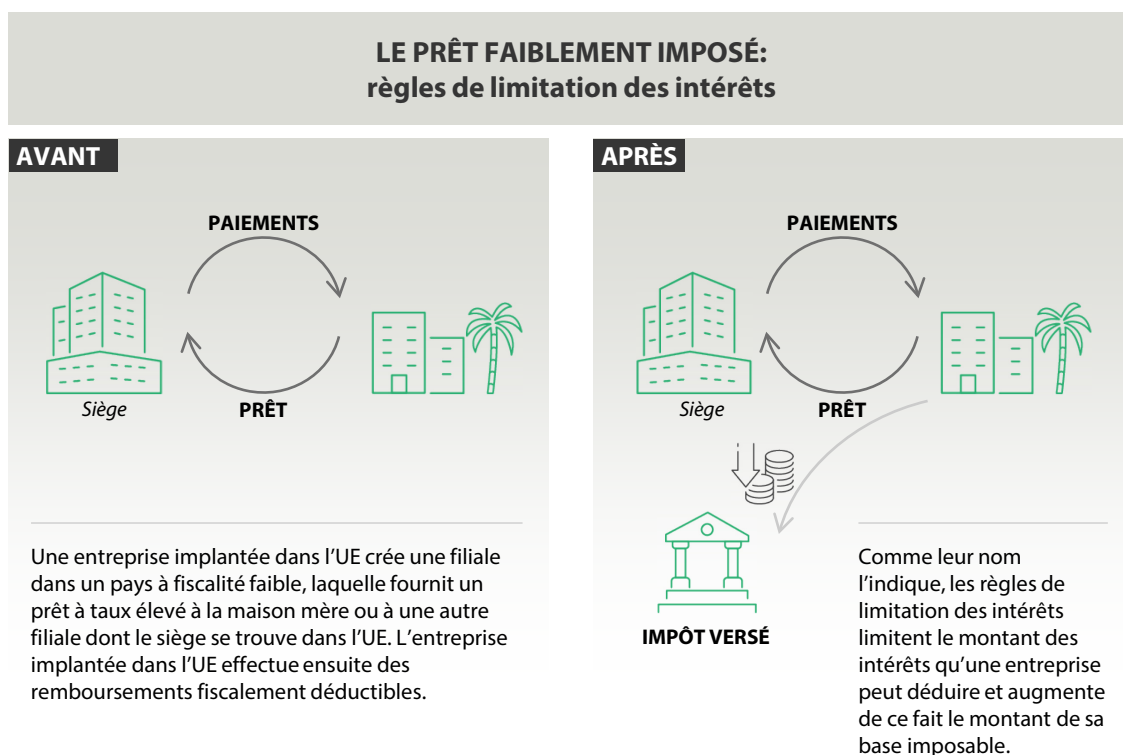 LE PRÊT FAIBLEMENT IMPOSÉ:
règles de limitation des intérêts
AVANT
PAIEMENTS
Siège
PRÊT
Une entreprise implantée dans l’UE crée une filiale
dans un pays à fiscalité faible, laquelle fournit un
prêt à taux élevé à la maison mère ou à une autre
filiale dont le siège se trouve dans l’UE. L’entreprise
implantée dans l’UE effectue ensuite des
remboursements fiscalement déductibles.
APRÈS
PAIEMENTS
Siège
PRÊT
IMPÔT VERSÉ
Comme leur nom
l’indique, les règles de
limitation des intérêts
limitent le montant des
intérêts qu’une entreprise
peut déduire et augmente
de ce fait le montant de sa
base imposable.